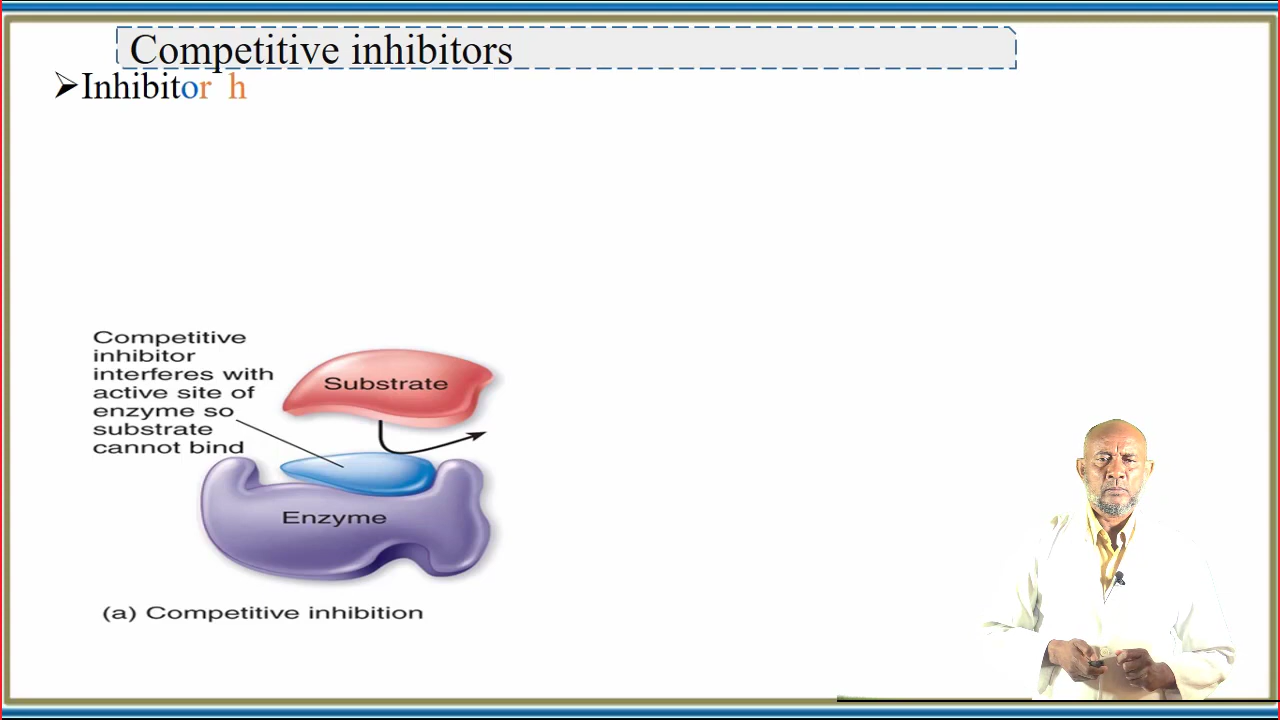 Competitive inhibitors
➢Inhibitor h
Competitive
inhibitor
interferes with
active site of
enzyme so
substrate
cannot bind
Substrate
Enzyme
(a) Competitive inhibition